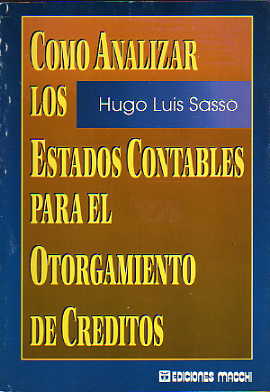 COMO ANALIZAR
LOS
Hugo Luis Sasso
ESTADOS CONTABLES
PARA EL
OTORGAMIENTO
DE CREDITOS
EDICIONES MACCHI